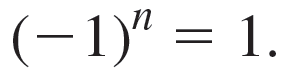 (−1)ⁿ = 1.